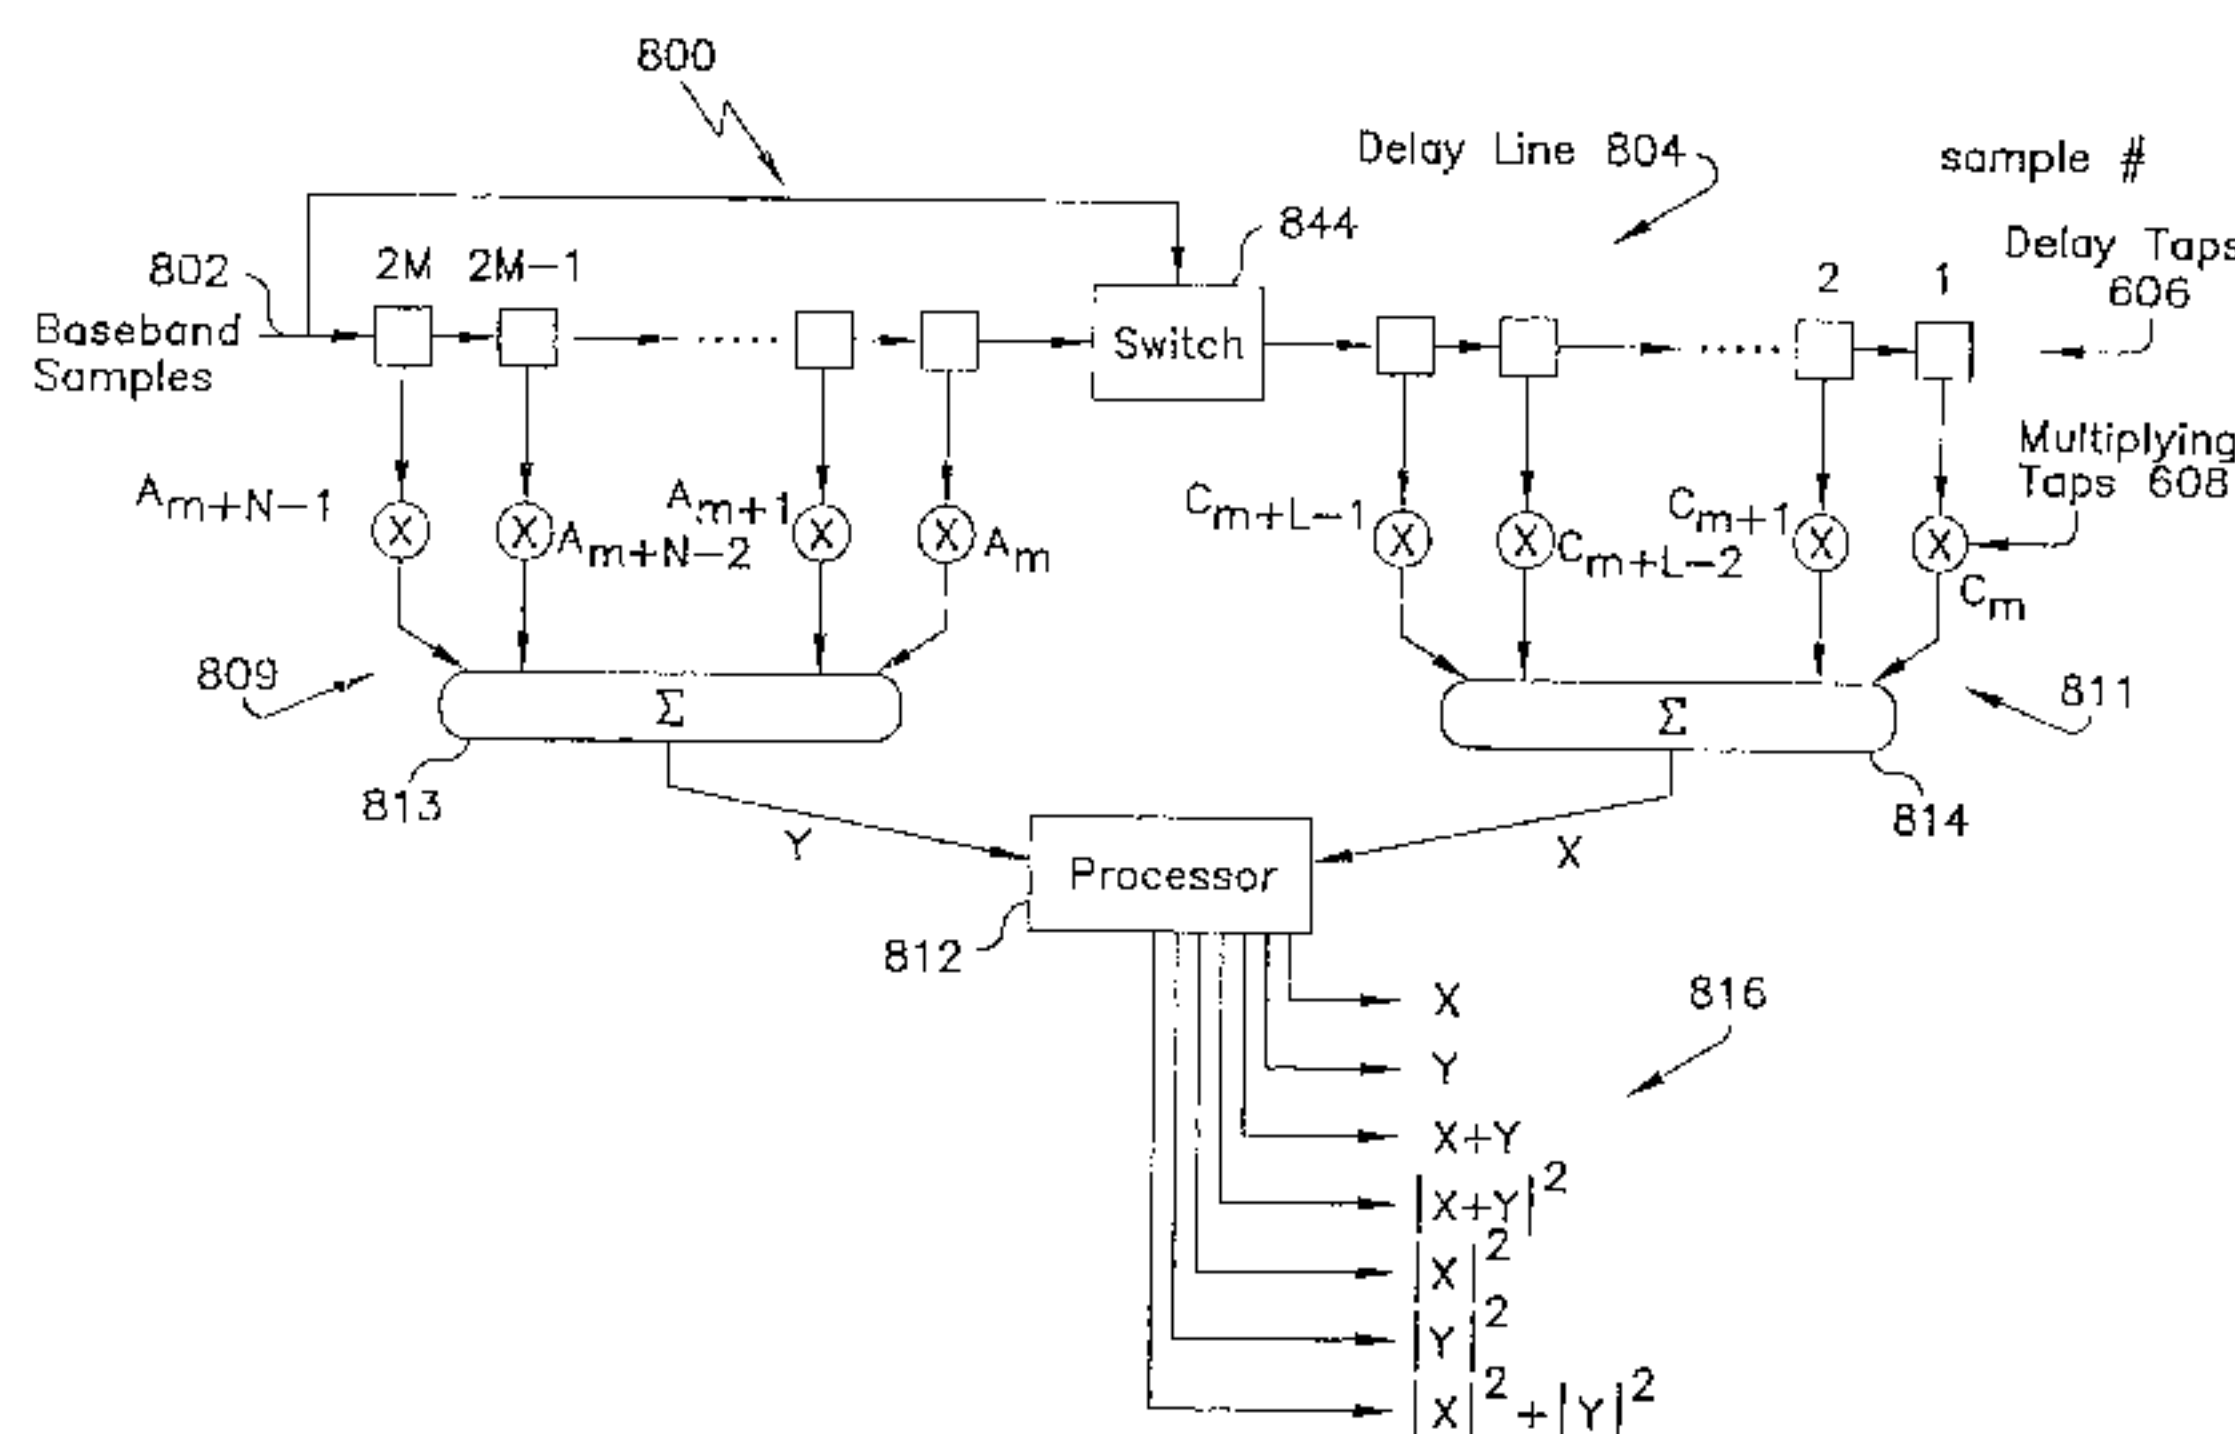 800
Delay Line 804
sample #
844
802
2M
2M-1
2
1
Delay Taps
606
Baseband
Samples
Switch
Multiplying
Taps 608
Am+N-1
X
X
Am+N-2
Am+1
X
X
Am
Cm+L-1
X
X
Cm+L-2
Cm+1
X
X
Cm
809
Σ
Σ
811
813
814
Y
X
Processor
812
X
816
Y
X+Y
|X+Y|²
|X|²
|Y|²
|X|²+|Y|²